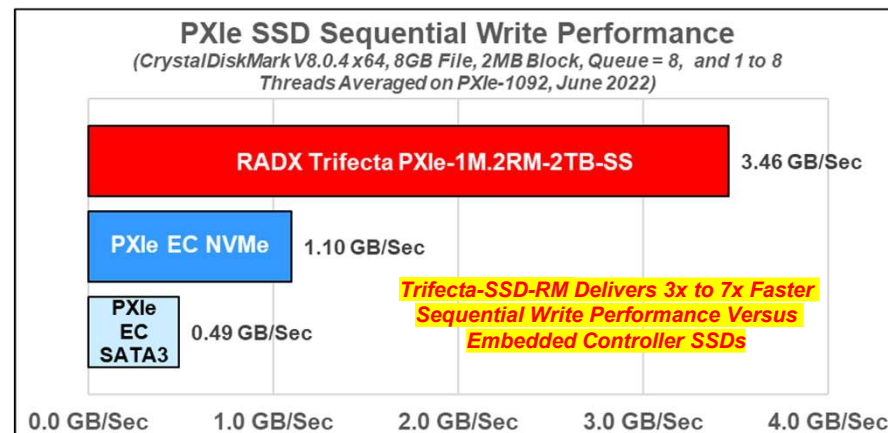 PXIe SSD Sequential Write Performance
(CrystalDiskMark V8.0.4 x64, 8GB File, 2MB Block, Queue = 8, and 1 to 8
Threads Averaged on PXIe-1092, June 2022)
RADX Trifecta PXIe-1M.2RM-2TB-SS
3.46 GB/Sec
PXIe EC NVMe
1.10 GB/Sec
PXIe
EC
SATA3
0.49 GB/Sec
Trifecta-SSD-RM Delivers 3x to 7x Faster
Sequential Write Performance Versus
Embedded Controller SSDs
0.0 GB/Sec 1.0 GB/Sec 2.0 GB/Sec 3.0 GB/Sec 4.0 GB/Sec